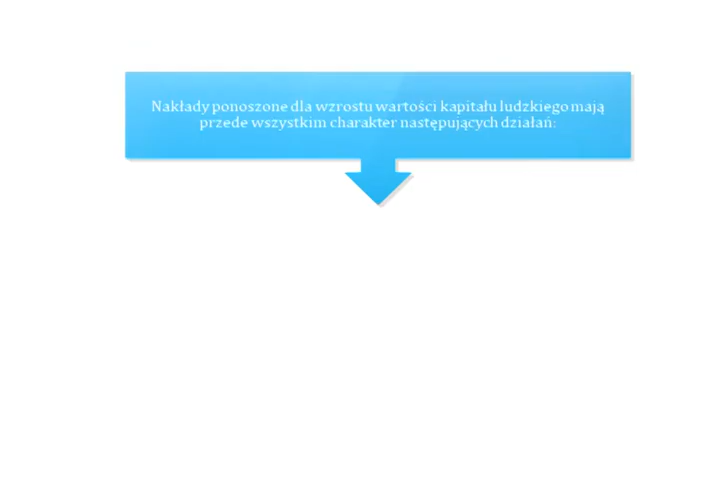 Nakłady ponoszone dla wzrostu wartości kapitału ludzkiego mają
przede wszystkim charakter następujących działań: